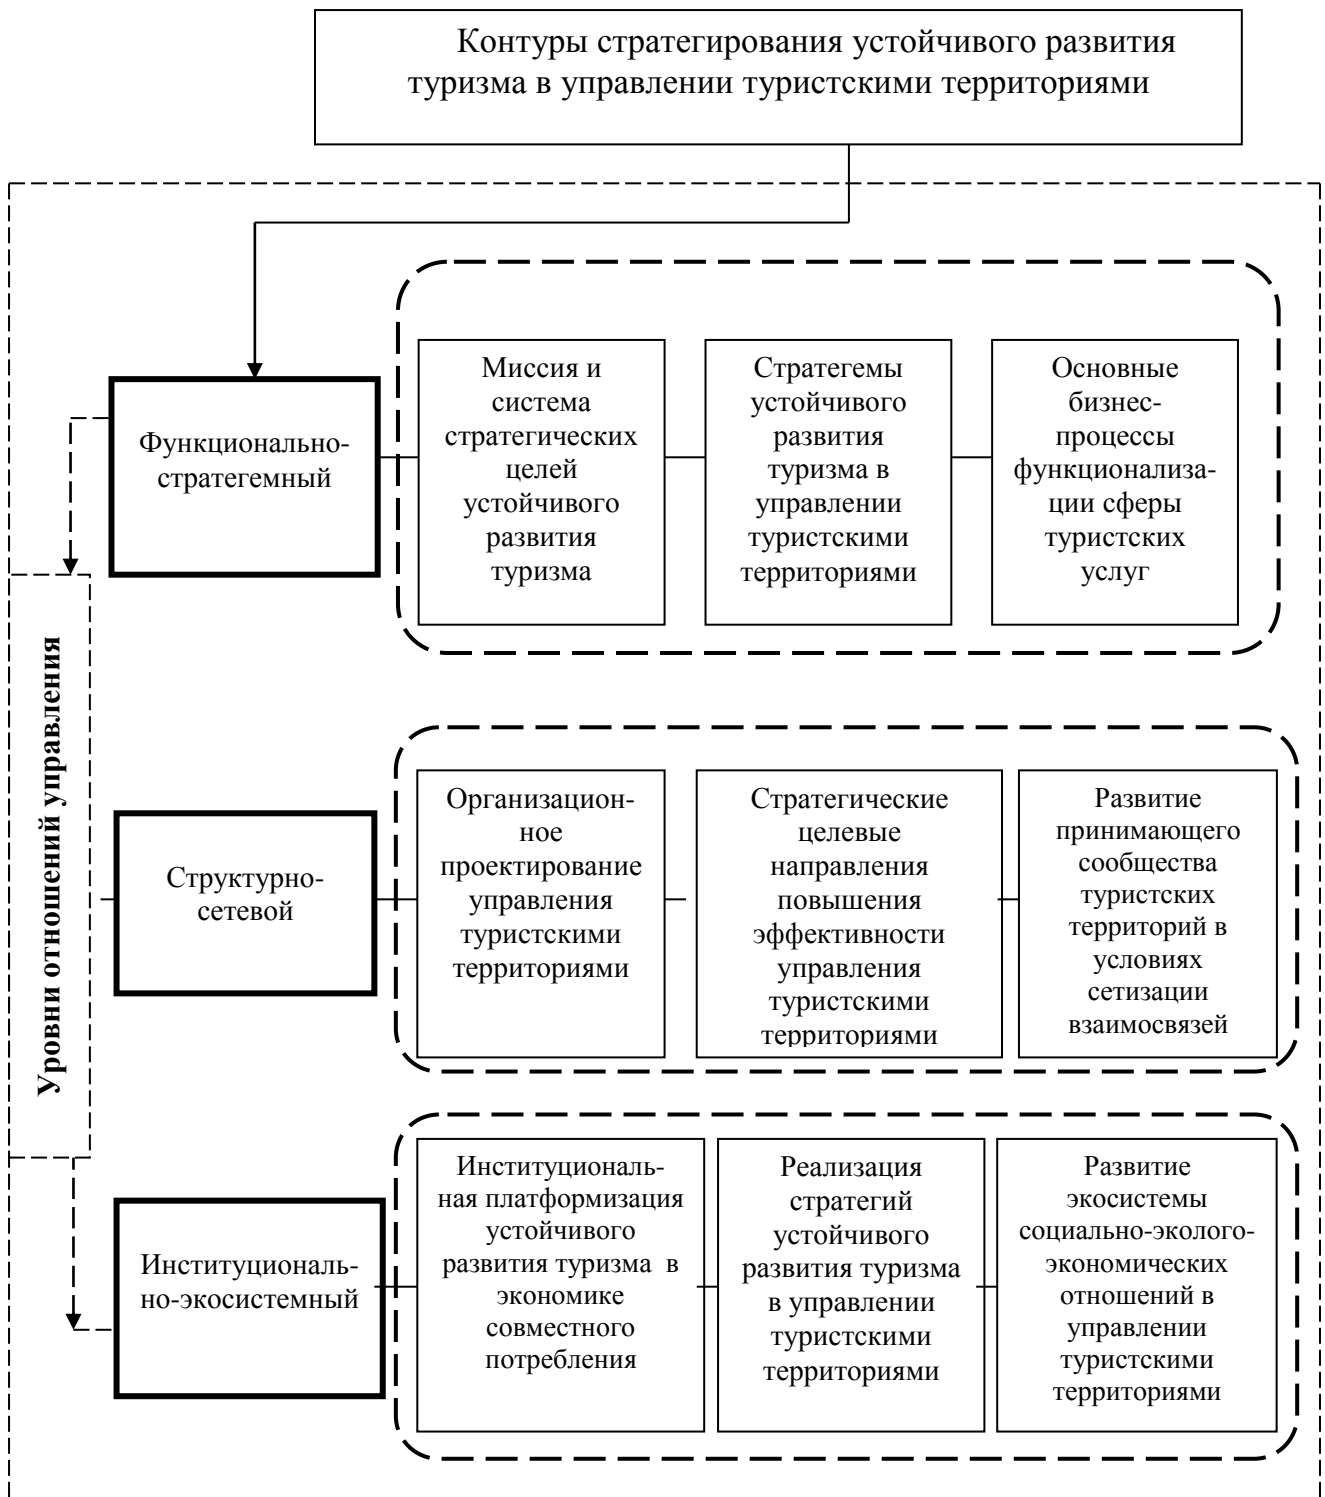 Контуры стратегирования устойчивого развития
туризма в управлении туристскими территориями
Функционально-
стратегемный
Миссия и
система
стратегических
целей
устойчивого
развития
туризма
Стратегемы
устойчивого
развития
туризма в
управлении
туристскими
территориями
Основные
бизнес-
процессы
функционализа-
ции сферы
туристских
услуг
Уровни отношений управления
Структурно-
сетевой
Организацион-
ное
проектирование
управления
туристскими
территориями
Стратегические
целевые
направления
повышения
эффективности
управления
туристскими
территориями
Развитие
принимающего
сообщества
туристских
территорий в
условиях
сетизации
взаимосвязей
Институциональ-
но-экосистемный
Институциональ-
ная платформизация
устойчивого
развития туризма в
экономике
совместного
потребления
Реализация
стратегий
устойчивого
развития туризма
в управлении
туристскими
территориями
Развитие
экосистемы
социально-эколого-
экономических
отношений в
управлении
туристскими
территориями